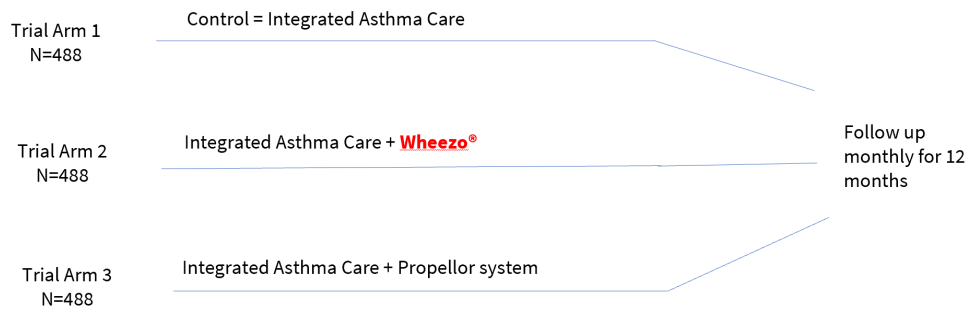 Trial Arm 1
N=488
Control = Integrated Asthma Care
Trial Arm 2
N=488
Integrated Asthma Care + Wheezo®
Trial Arm 3
N=488
Integrated Asthma Care + Propellor system
Follow up
monthly for 12
months